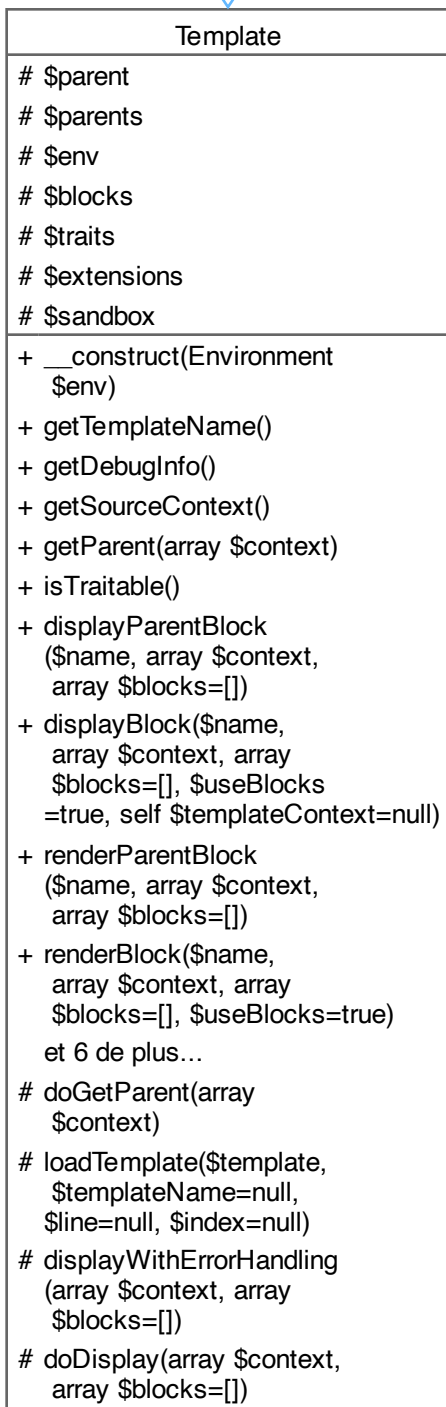 Template
# $parent
# $parents
# $env
# $blocks
# $traits
# $extensions
# $sandbox
+ __construct(Environment
$env)
+ getTemplateName()
+ getDebugInfo()
+ getSourceContext()
+ getParent(array $context)
+ isTraitable()
+ displayParentBlock
($name, array $context,
array $blocks=[])
+ displayBlock($name,
array $context, array
$blocks=[], $useBlocks
=true, self $templateContext=null)
+ renderParentBlock
($name, array $context,
array $blocks=[])
+ renderBlock($name,
array $context, array
$blocks=[], $useBlocks=true)
et 6 de plus...
# doGetParent(array
$context)
# loadTemplate($template,
$templateName=null,
$line=null, $index=null)
# displayWithErrorHandling
(array $context, array
$blocks=[])
# doDisplay(array $context,
array $blocks=[])